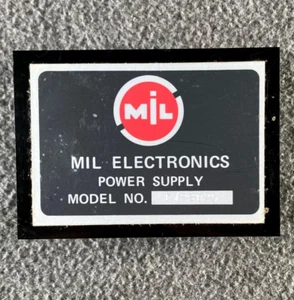 MIL
MIL ELECTRONICS
POWER SUPPLY
MODEL NO.